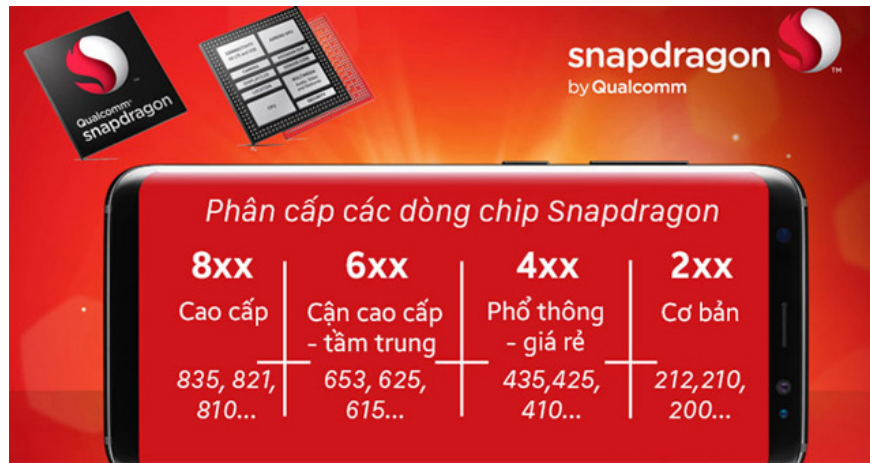 snapdragon
by Qualcomm
Qualcomm
snapdragon
CPU
Phân cấp các dòng chip Snapdragon
8xx
6xx
4xx
2xx
Cao cấp
Cận cao cấp
- tầm trung
Phổ thông
- giá rẻ
Cơ bản
835, 821,
810...
653, 625,
615...
435,425,
410...
212,210,
200...